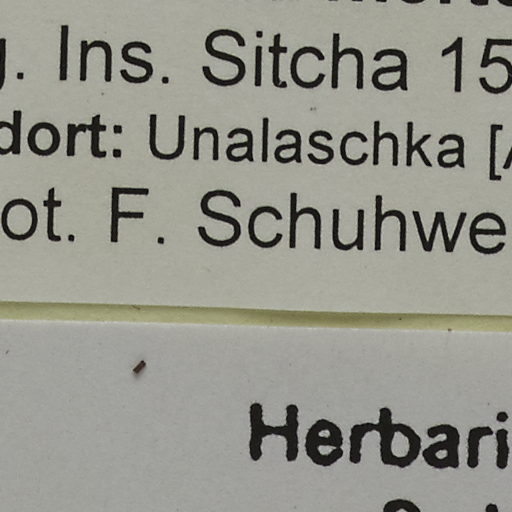 . Ins. Sitcha 15
dort: Unalaschka [
ot. F. Schuhwe
Herbari